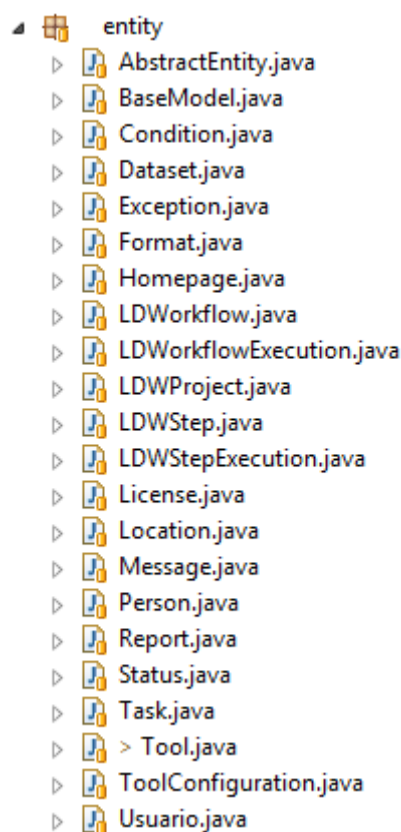 entity
AbstractEntity.java
BaseModel.java
Condition.java
Dataset.java
Exception.java
Format.java
Homepage.java
LDWorkflow.java
LDWorkflowExecution.java
LDWProject.java
LDWStep.java
LDWStepExecution.java
License.java
Location.java
Message.java
Person.java
Report.java
Status.java
Task.java
> Tool.java
ToolConfiguration.java
Usuario.java